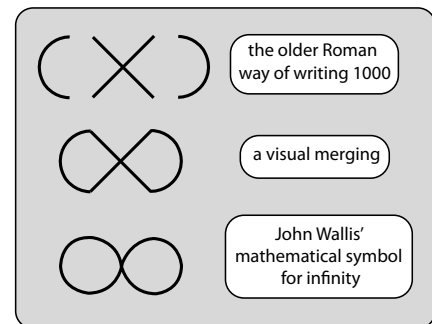 the older Roman
way of writing 1000
a visual merging
John Wallis’
mathematical symbol
for infinity